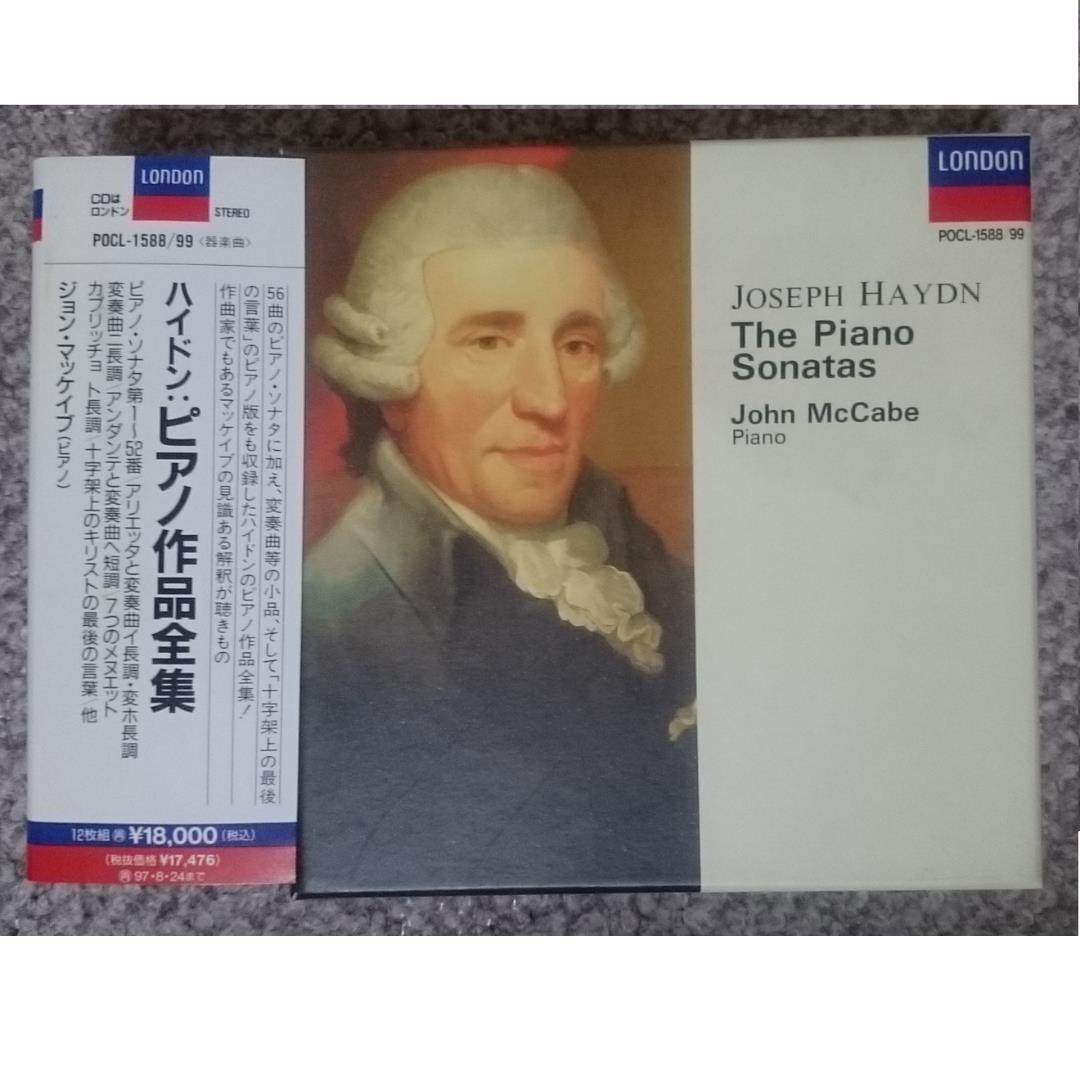 LONDON
CDは
ロンドン
STEREO
POCL-1588/99〈器楽曲〉
56曲のピアノ・ソナタに加え、変奏曲等の小品、そして「十字架上の最後
の言葉」のピアノ版をも収録したハイドンのピアノ作品全集!
作曲家でもあるマッケイブの見識ある解釈が聴きもの
ハイドン:ピアノ作品全集
ピアノ・ソナタ第1〜52番/アリエッタと変奏曲イ長調・変ホ長調
変奏曲ニ長調/アンダンテと変奏曲ヘ短調/7つのメヌエット
カプリッチョ ト長調/十字架上のキリストの最後の言葉/他
ジョン・マッケイブ(ピアノ)
12枚組 再 ¥18,000(税込)
(税抜価格 ¥17,476)
再 97・8・24まで
LONDON
POCL-1588 99
JOSEPH HAYDN
The Piano
Sonatas
John McCabe
Piano